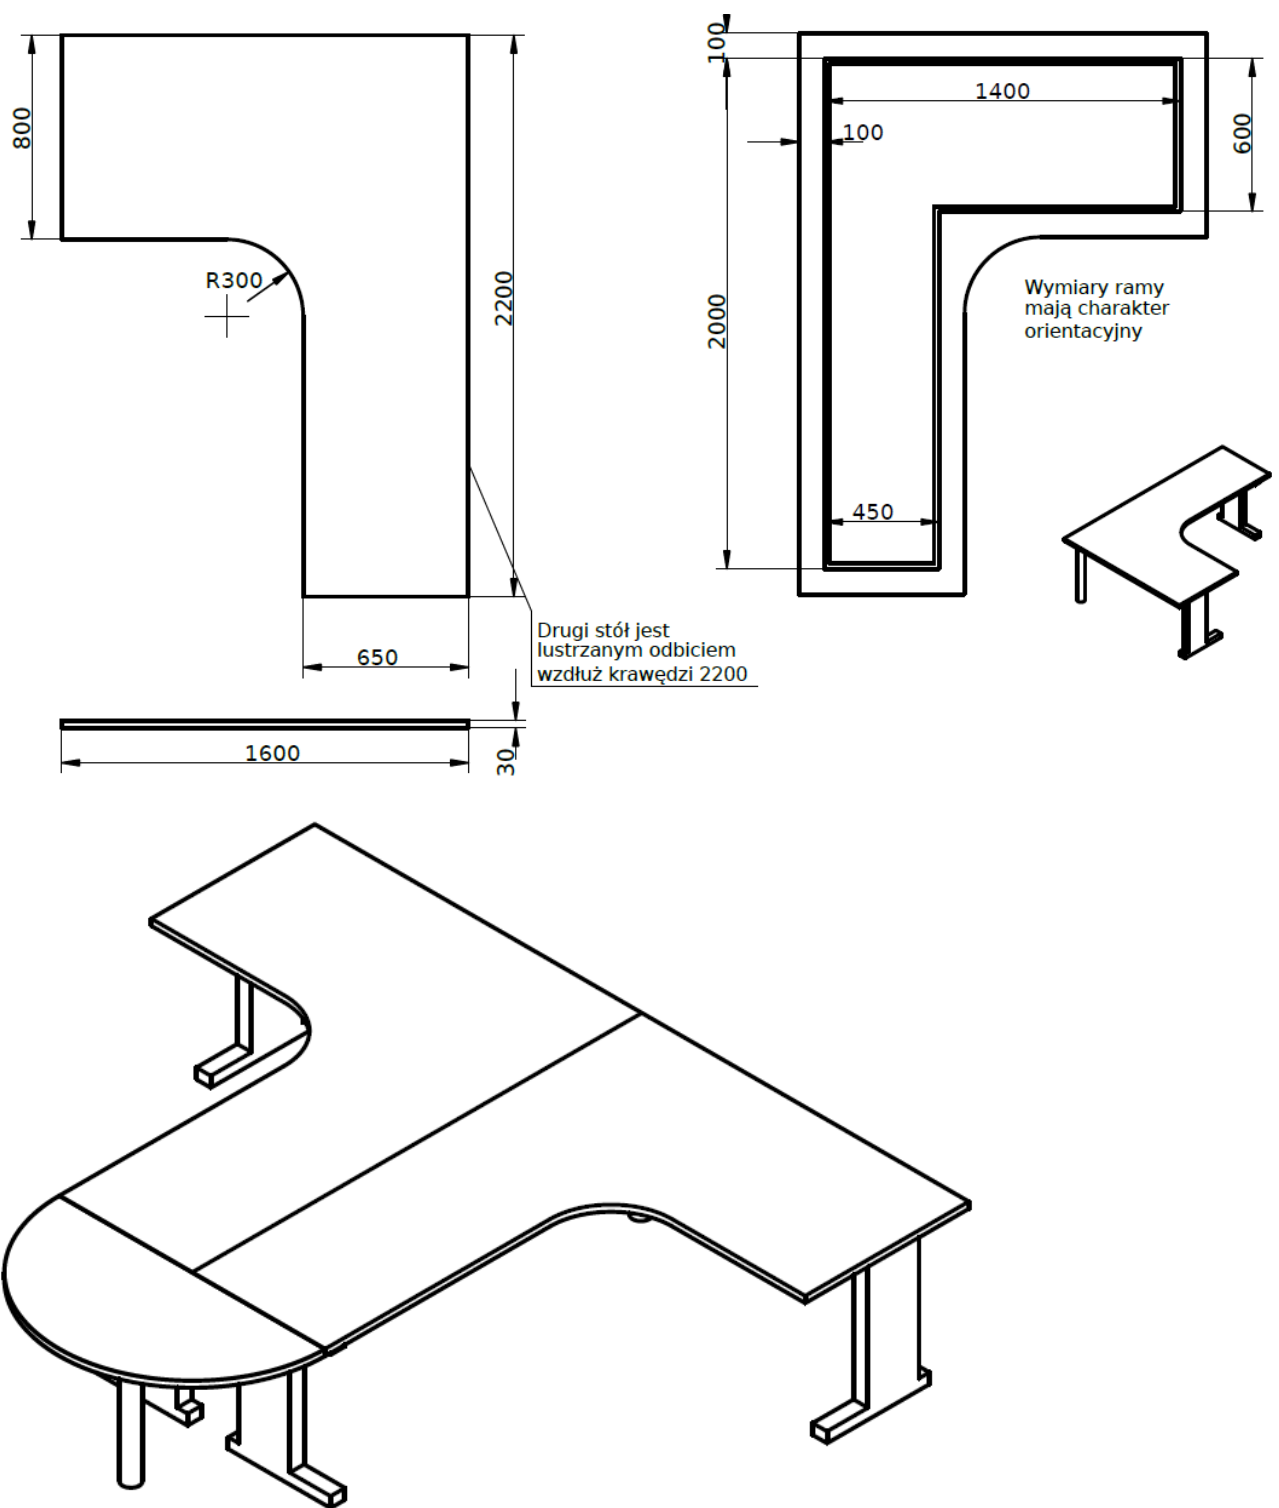 800
R300
2200
650
Drugi stół jest
lustrzanym odbiciem
wzdłuż krawędzi 2200
1600
30
100
1400
100
600
2000
450
Wymiary ramy
mają charakter
orientacyjny